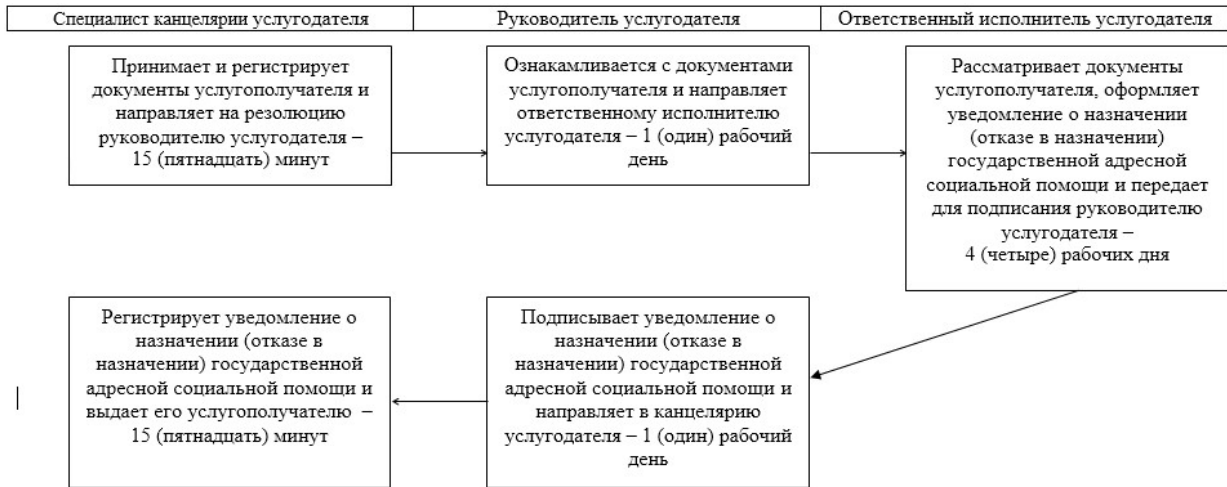 Специалист канцелярии услугодателя
Руководитель услугодателя
Ответственный исполнитель услугодателя
Принимает и регистрирует
документы услугополучателя и
направляет на резолюцию
руководителю услугодателя –
15 (пятнадцать) минут
Ознакамливается с документами
услугополучателя и направляет
ответственному исполнителю
услугодателя – 1 (один) рабочий
день
Рассматривает документы
услугополучателя, оформляет
уведомление о назначении
(отказе в назначении)
государственной адресной
социальной помощи и передает
для подписания руководителю
услугодателя –
4 (четыре) рабочих дня
Подписывает уведомление о
назначении (отказе в
назначении) государственной
адресной социальной помощи и
направляет в канцелярию
услугодателя – 1 (один) рабочий
день
Регистрирует уведомление о
назначении (отказе в
назначении) государственной
адресной социальной помощи и
выдает его услугополучателю –
15 (пятнадцать) минут